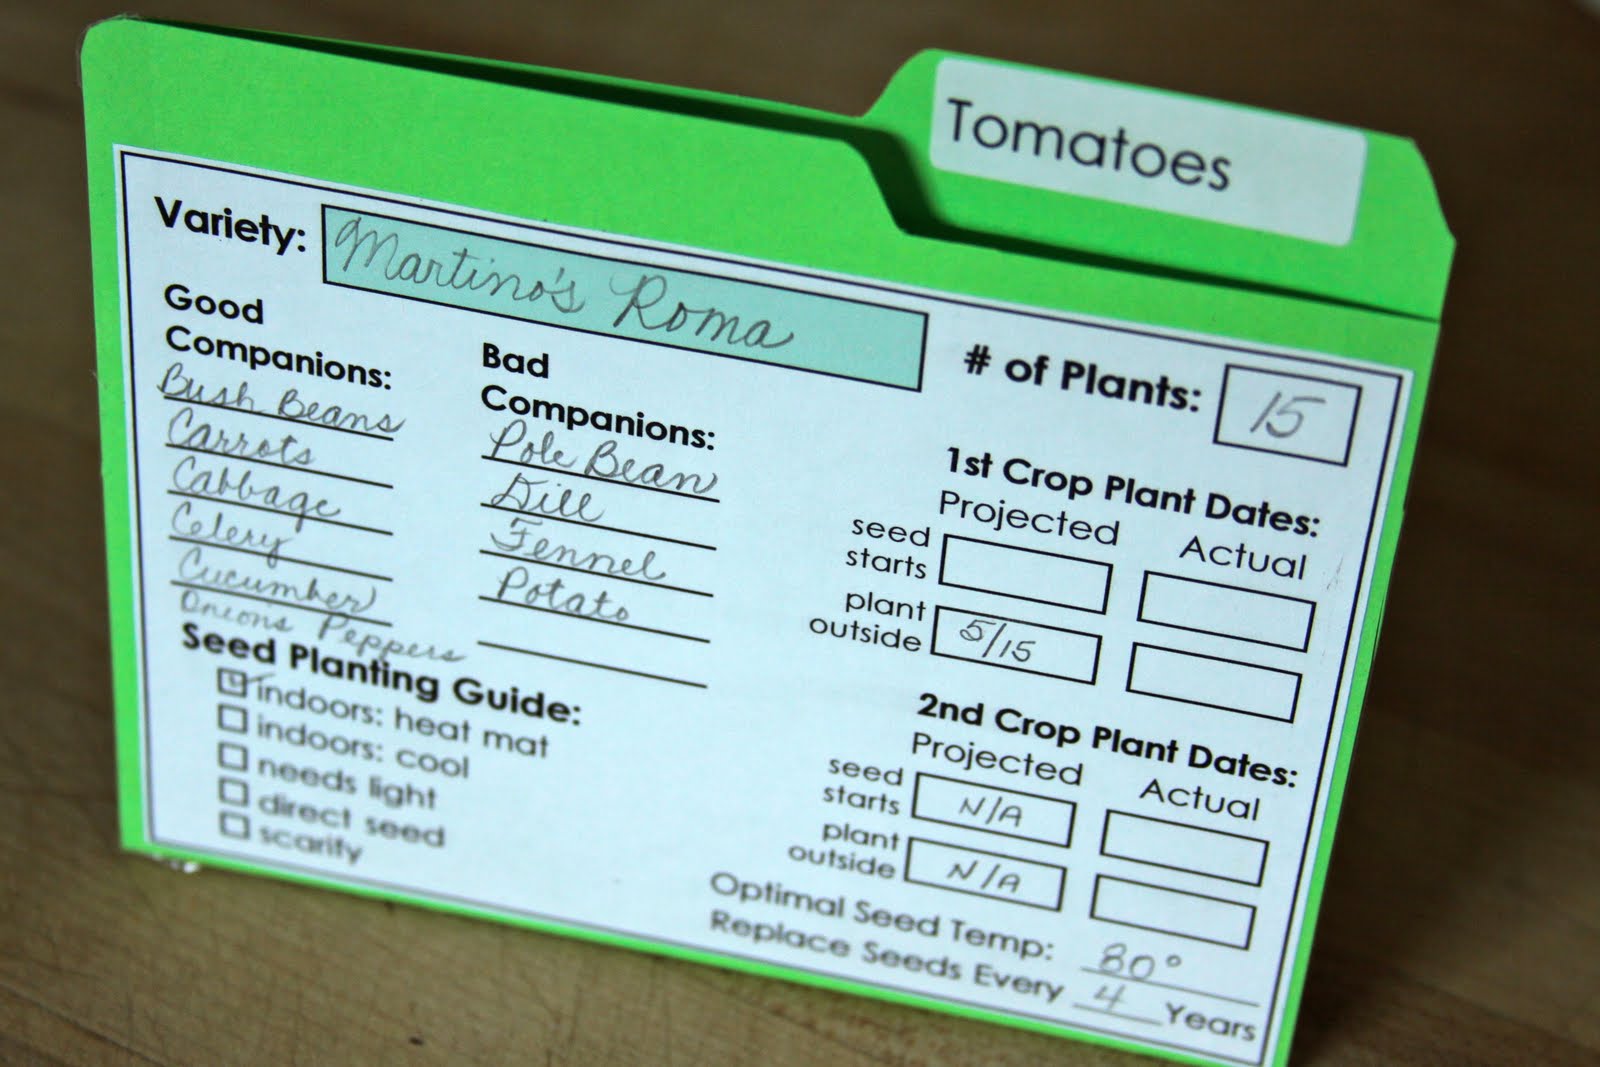 Tomatoes
Variety: Martino's Roma
# of Plants: 15
Good
Companions:
Bush Beans
Carrots
Cabbage
Celery
Cucumber
Onions Peppers
Bad
Companions:
Pole Bean
Dill
Fennel
Potato
Seed Planting Guide:
indoors: heat mat
indoors: cool
needs light
direct seed
scarify
1st Crop Plant Dates:
Projected Actual
seed
starts
plant
outside 5/15
2nd Crop Plant Dates:
Projected Actual
seed
starts N/A
plant
outside N/A
Optimal Seed Temp: 80°
Replace Seeds Every 4 Years